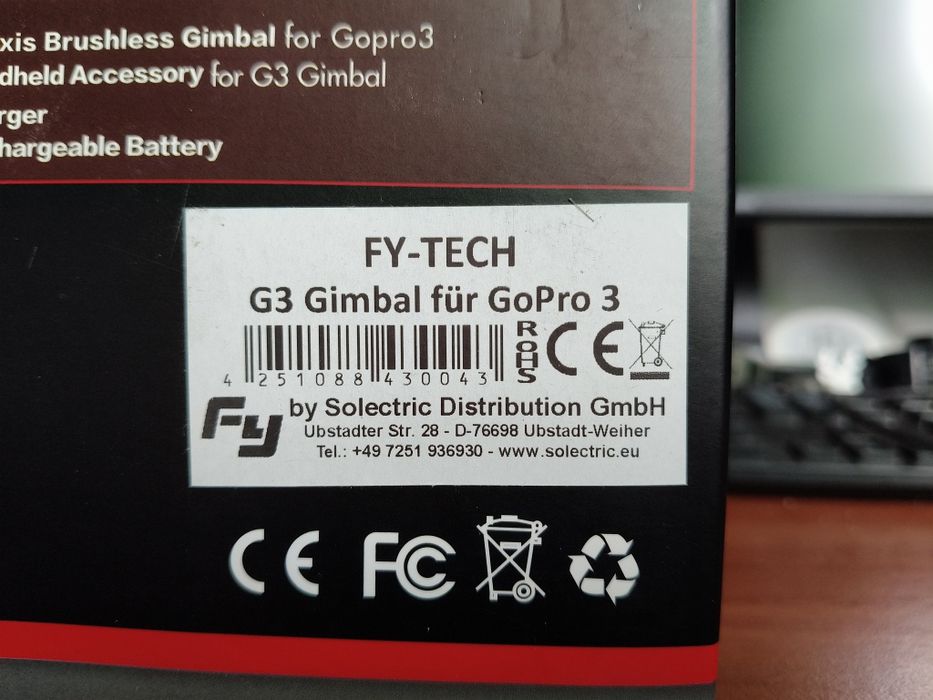 xis Brushless Gimbal for Gopro3
dheld Accessory for G3 Gimbal
rger
hargeable Battery
FY-TECH
G3 Gimbal für GoPro 3
4 251088 430043
RoHS CE
Fy by Solectric Distribution GmbH
Ubstadter Str. 28 - D-76698 Ubstadt-Weiher
Tel.: +49 7251 936930 - www.solectric.eu
CE FC